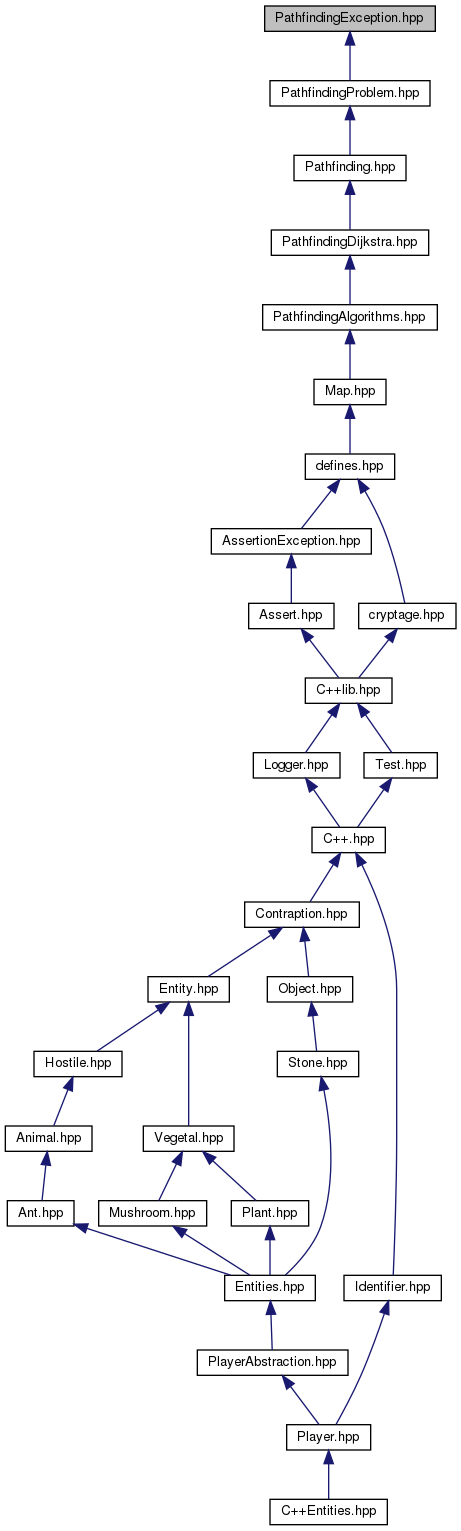 PathfindingException.hpp
PathfindingProblem.hpp
Pathfinding.hpp
PathfindingDijkstra.hpp
PathfindingAlgorithms.hpp
Map.hpp
defines.hpp
AssertionException.hpp
Assert.hpp
cryptage.hpp
C++lib.hpp
Logger.hpp
Test.hpp
C++.hpp
Contraption.hpp
Entity.hpp
Object.hpp
Hostile.hpp
Stone.hpp
Animal.hpp
Vegetal.hpp
Ant.hpp
Mushroom.hpp
Plant.hpp
Entities.hpp
Identifier.hpp
PlayerAbstraction.hpp
Player.hpp
C++Entities.hpp